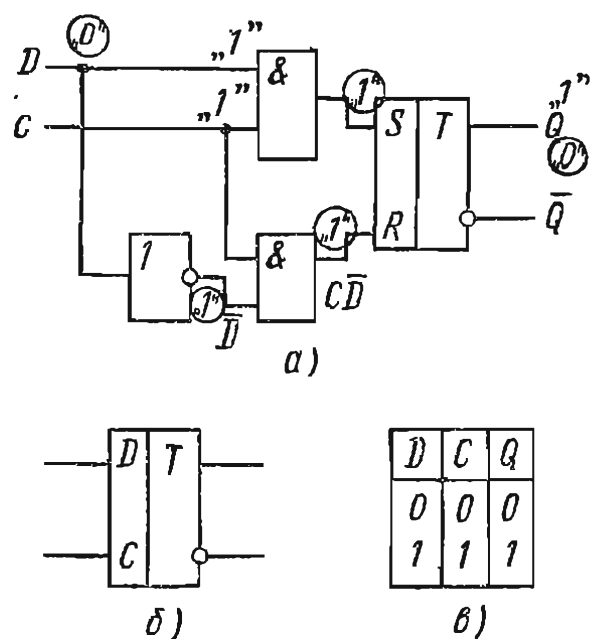 „0“
D
„1“
C
„1“
&
„1“
S
T
„1“
Q
„0“
R
Q̅
1
„1“
D̅
&
„1“
CD̅
а)
D
T
C
б)
D C Q
0 0 0
1 1 1
в)